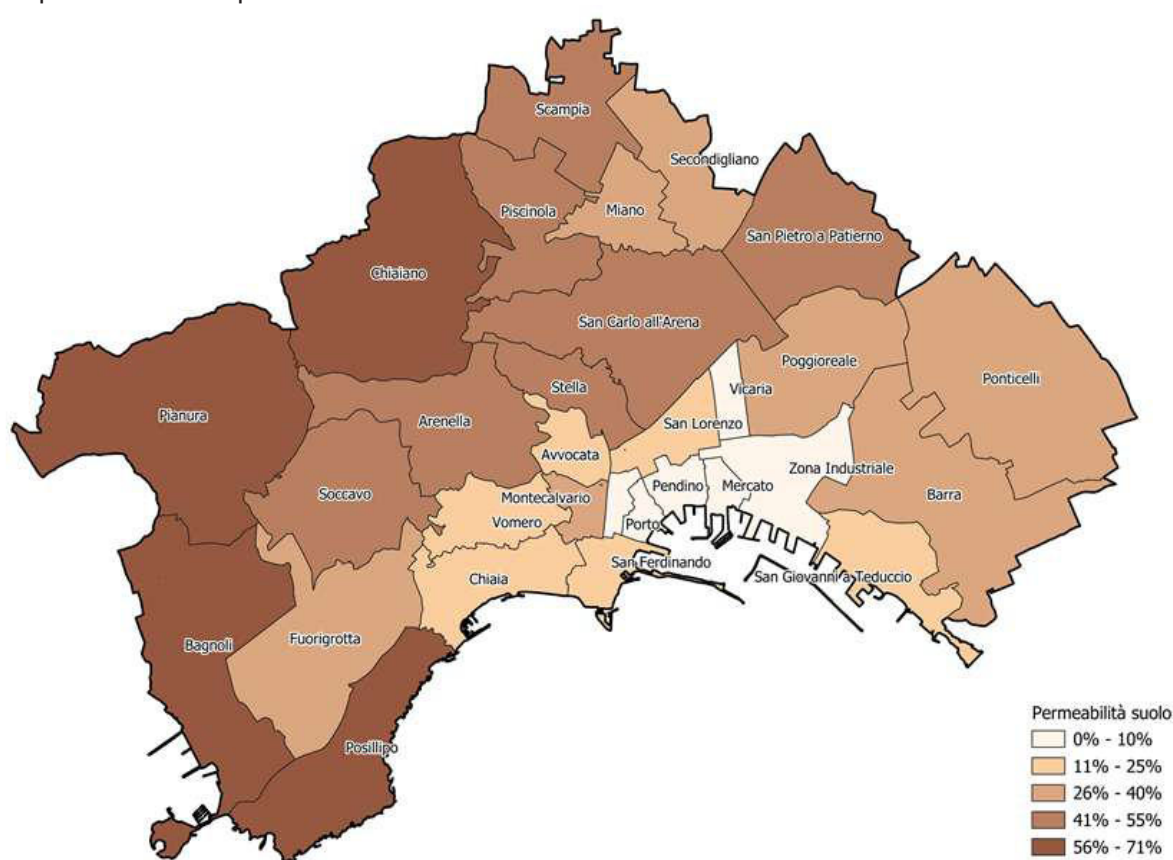 Scampia
Secondigliano
Piscinola
Miano
San Pietro a Patierno
Chiaiano
San Carlo all'Arena
Poggioreale
Ponticelli
Stella
Vicaria
Pianura
Arenella
San Lorenzo
Avvocata
Zona Industriale
Soccavo
Montecalvario
Pendino
Mercato
Barra
Vomero
Porto
San Ferdinando
Chiaia
San Giovanni a Teduccio
Bagnoli
Fuorigrotta
Posillipo
Permeabilità suolo
0% - 10%
11% - 25%
26% - 40%
41% - 55%
56% - 71%